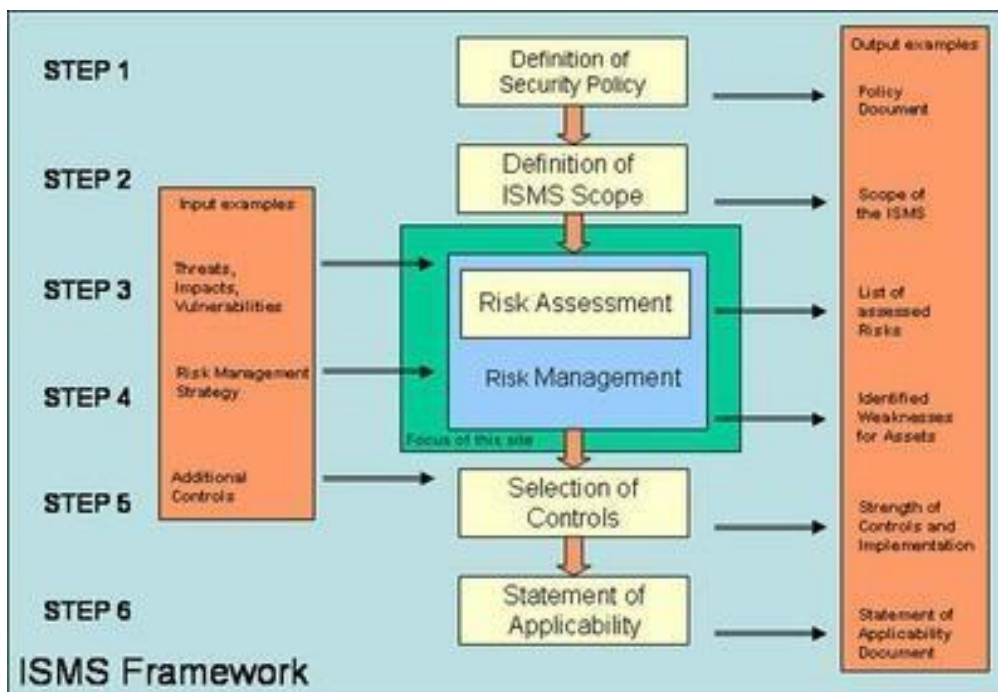 STEP 1
Definition of
Security Policy
Output examples
Policy
Document
STEP 2
Definition of
ISMS Scope
Scope of
the ISMS
Input examples
STEP 3
Threats,
Impacts,
Vulnerabilities
Risk Assessment
List of
assessed
Risks
STEP 4
Risk Management
Strategy
Risk Management
Identified
Weaknesses
for Assets
Focus of this site
STEP 5
Additional
Controls
Selection of
Controls
Strength of
Controls and
Implementation
STEP 6
Statement of
Applicability
Statement of
Applicability
Document
ISMS Framework